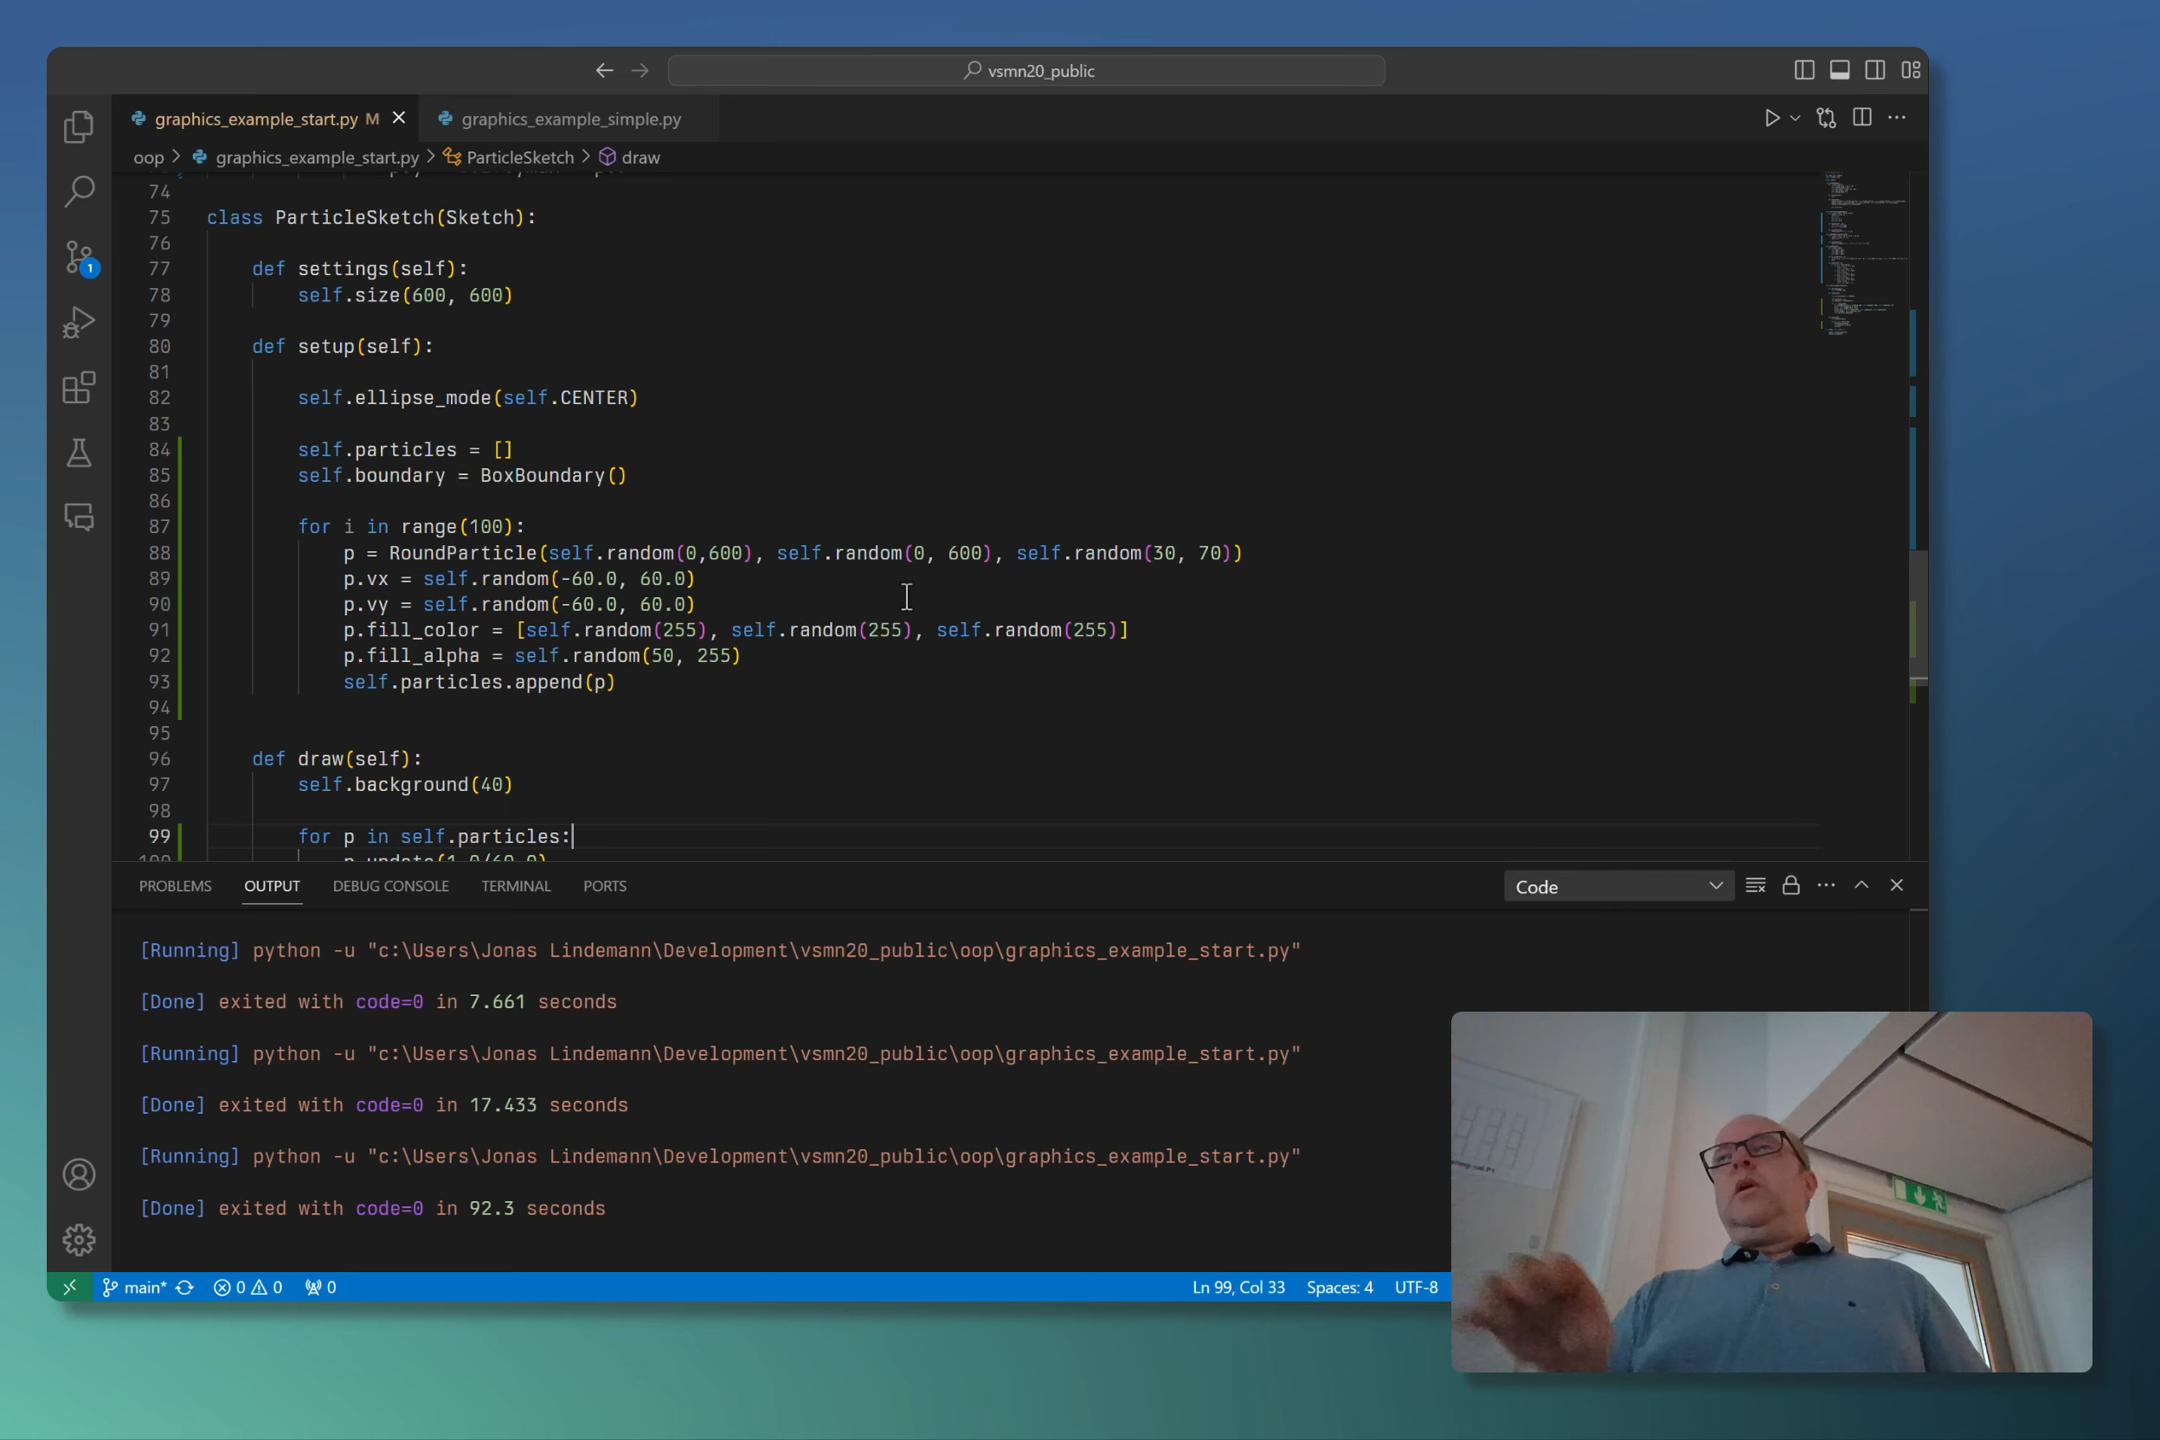 vsmn20_public
graphics_example_start.py M
graphics_example_simple.py
oop > graphics_example_start.py > ParticleSketch > draw
74
75 class ParticleSketch(Sketch):
76
77 def settings(self):
78 self.size(600, 600)
79
80 def setup(self):
81
82 self.ellipse_mode(self.CENTER)
83
84 self.particles = []
85 self.boundary = BoxBoundary()
86
87 for i in range(100):
88 p = RoundParticle(self.random(0,600), self.random(0, 600), self.random(30, 70))
89 p.vx = self.random(-60.0, 60.0)
90 p.vy = self.random(-60.0, 60.0)
91 p.fill_color = [self.random(255), self.random(255), self.random(255)]
92 p.fill_alpha = self.random(50, 255)
93 self.particles.append(p)
94
95
96 def draw(self):
97 self.background(40)
98
99 for p in self.particles:
100 p.update(1.0/60.0)
PROBLEMS OUTPUT DEBUG CONSOLE TERMINAL PORTS Code
[Running] python -u "c:\Users\Jonas Lindemann\Development\vsmn20_public\oop\graphics_example_start.py"
[Done] exited with code=0 in 7.661 seconds
[Running] python -u "c:\Users\Jonas Lindemann\Development\vsmn20_public\oop\graphics_example_start.py"
[Done] exited with code=0 in 17.433 seconds
[Running] python -u "c:\Users\Jonas Lindemann\Development\vsmn20_public\oop\graphics_example_start.py"
[Done] exited with code=0 in 92.3 seconds
1
main* 0 0 0 Ln 99, Col 33 Spaces: 4 UTF-8